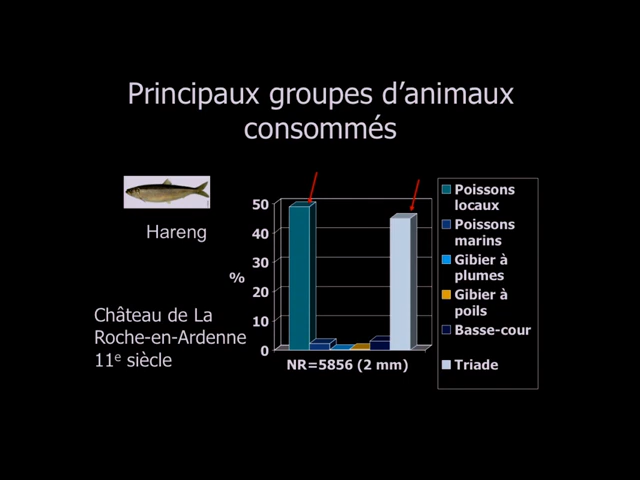 Principaux groupes d’animaux
consommés
Hareng
Château de La
Roche-en-Ardenne
11e siècle
%
50
40
30
20
10
0
NR=5856 (2 mm)
Poissons
locaux
Poissons
marins
Gibier à
plumes
Gibier à
poils
Basse-cour
Triade